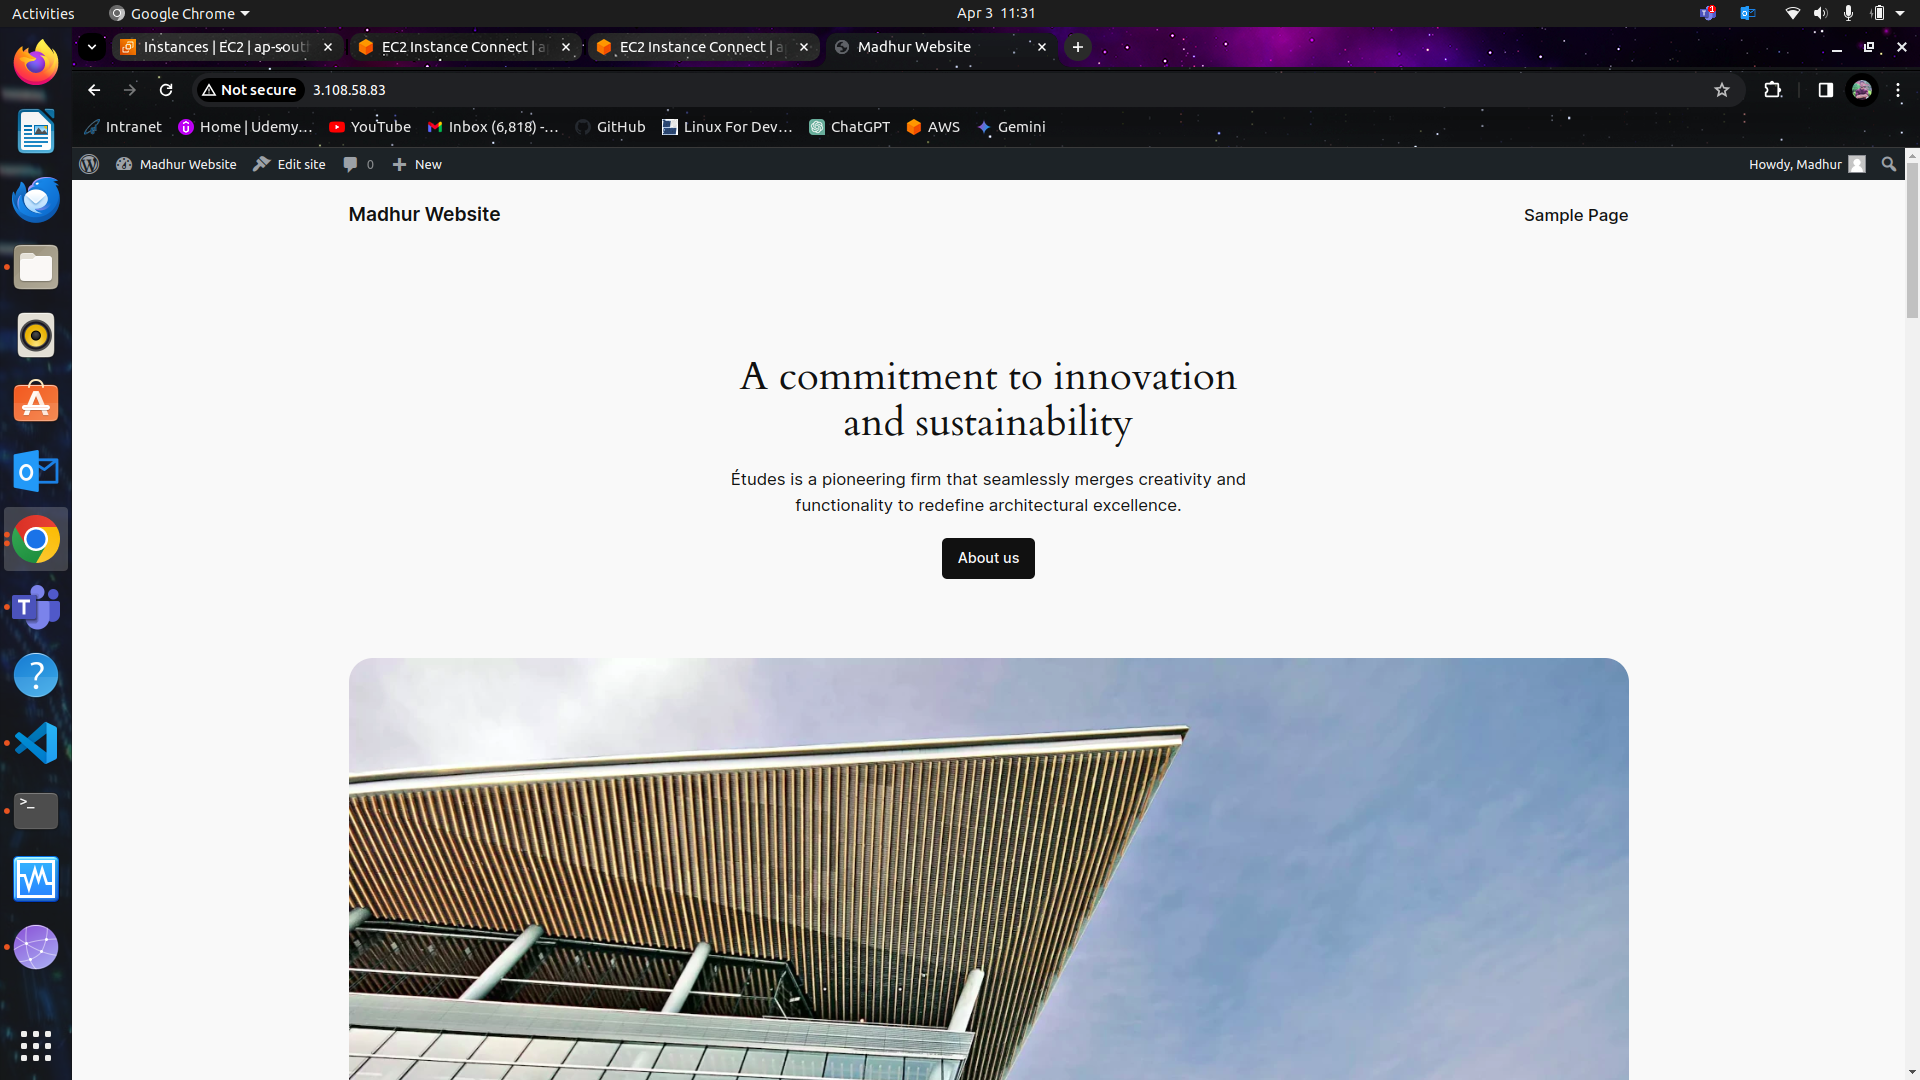 Activities
Google Chrome
Apr 3 11:31
1
Instances | EC2 | ap-sout
EC2 Instance Connect | a
EC2 Instance Connect | a
Madhur Website
Not secure
3.108.58.83
Intranet
Home | Udemy...
YouTube
Inbox (6,818) -...
GitHub
Linux For Dev...
ChatGPT
AWS
Gemini
Madhur Website
Edit site
0
New
Howdy, Madhur
Madhur Website
Sample Page
A commitment to innovation
and sustainability
Études is a pioneering firm that seamlessly merges creativity and
functionality to redefine architectural excellence.
About us